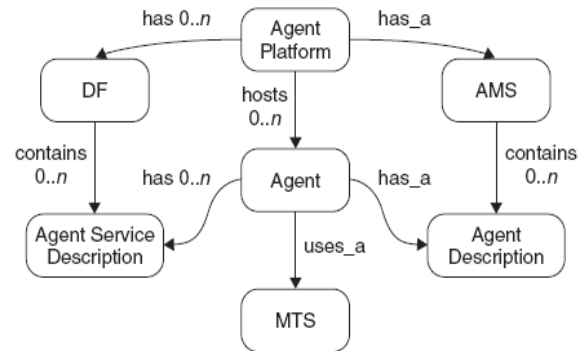 has 0..n
Agent
Platform
has_a
DF
hosts
0..n
AMS
contains
0..n
has 0..n
Agent
has_a
contains
0..n
Agent Service
Description
uses_a
Agent
Description
MTS